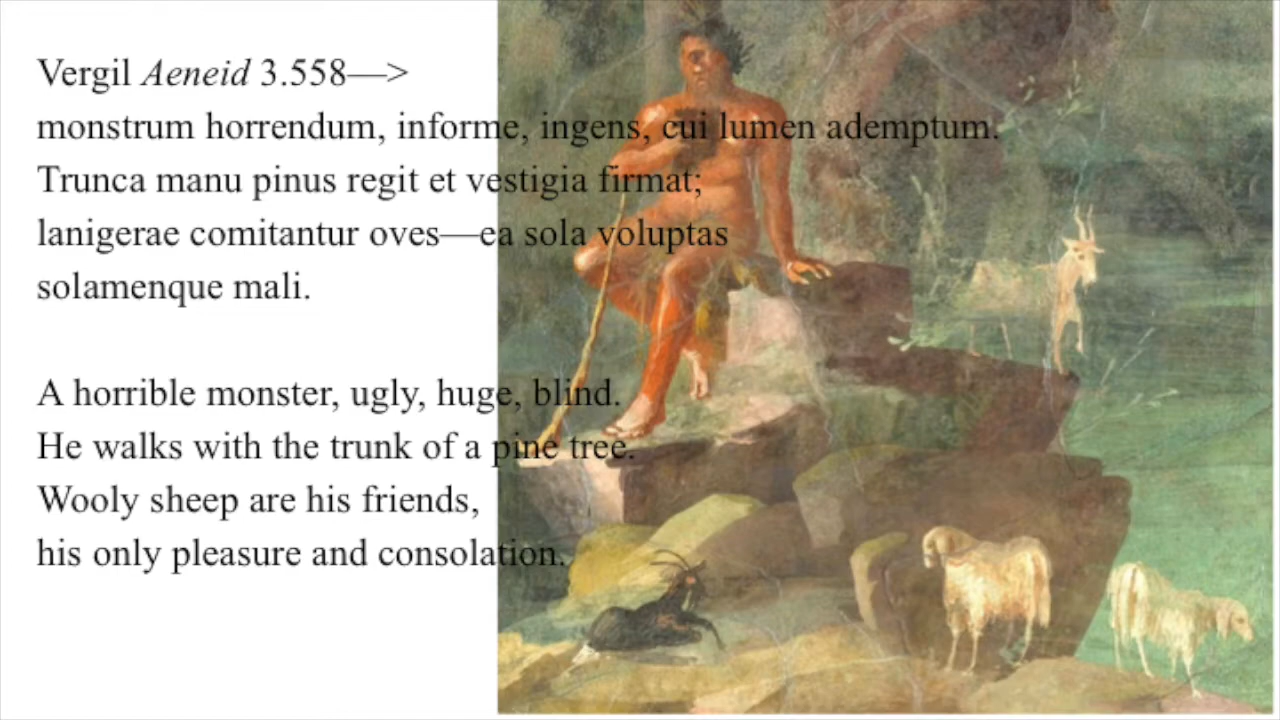 Vergil Aeneid 3.558—>
monstrum horrendum, informe, ingens, cui lumen ademptum.
Trunca manu pinus regit et vestigia firmat;
lanigerae comitantur oves—ea sola voluptas
solamenque mali.
A horrible monster, ugly, huge, blind.
He walks with the trunk of a pine tree.
Wooly sheep are his friends,
his only pleasure and consolation.